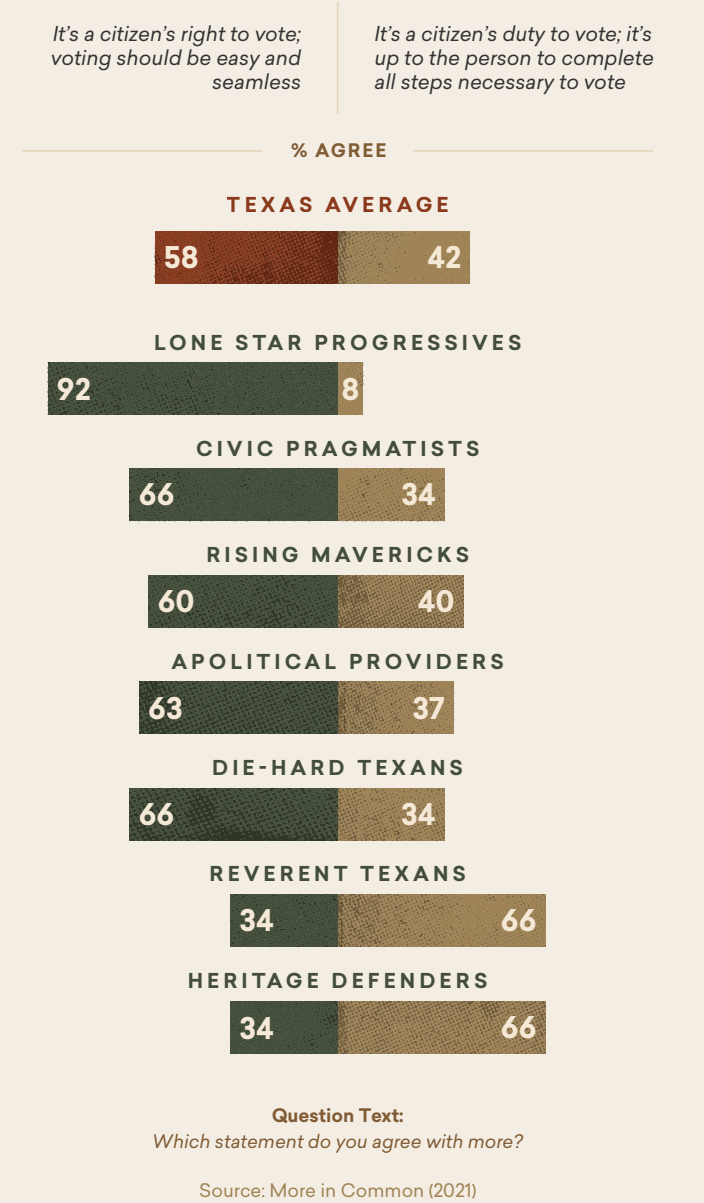 It's a citizen's right to vote;
voting should be easy and
seamless
It's a citizen's duty to vote; it's
up to the person to complete
all steps necessary to vote
% AGREE
TEXAS AVERAGE
58 42
LONE STAR PROGRESSIVES
92 8
CIVIC PRAGMATISTS
66 34
RISING MAVERICKS
60 40
APOLITICAL PROVIDERS
63 37
DIE-HARD TEXANS
66 34
REVERENT TEXANS
34 66
HERITAGE DEFENDERS
34 66
Question Text:
Which statement do you agree with more?
Source: More in Common (2021)